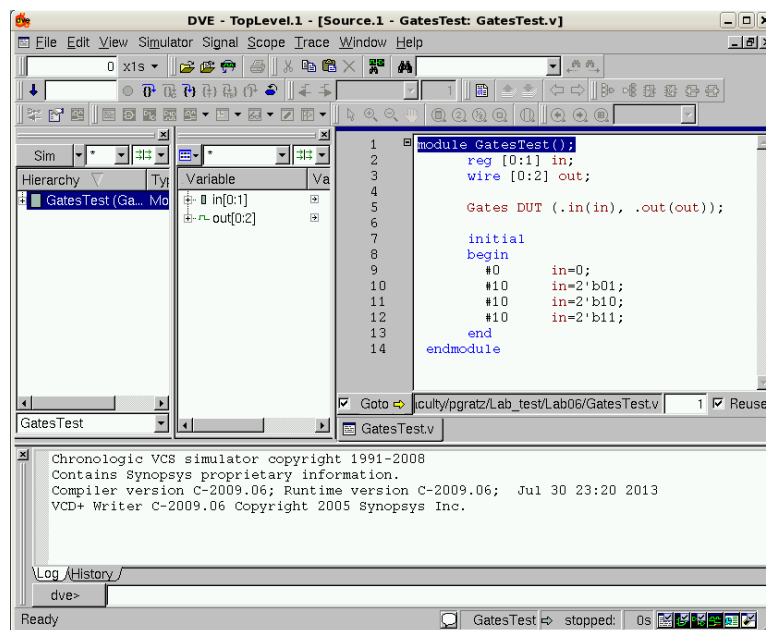 DVE - TopLevel.1 - [Source.1 - GatesTest: GatesTest.v]
File Edit View Simulator Signal Scope Trace Window Help
0 x1s
1
Sim *
*
Hierarchy Typ
Variable Va
GatesTest (Ga... Mo
in[0:1]
out[0:2]
1 module GatesTest();
2 reg [0:1] in;
3 wire [0:2] out;
4
5 Gates DUT (.in(in), .out(out));
6
7 initial
8 begin
9 #0 in=0;
10 #10 in=2'b01;
11 #10 in=2'b10;
12 #10 in=2'b11;
13 end
14 endmodule
Goto culty/pgratz/Lab_test/Lab06/GatesTest.v 1 Reuse
GatesTest
GatesTest.v
Chronologic VCS simulator copyright 1991-2008
Contains Synopsys proprietary information.
Compiler version C-2009.06; Runtime version C-2009.06; Jul 30 23:20 2013
VCD+ Writer C-2009.06 Copyright 2005 Synopsys Inc.
Log History
dve>
Ready GatesTest stopped: 0s